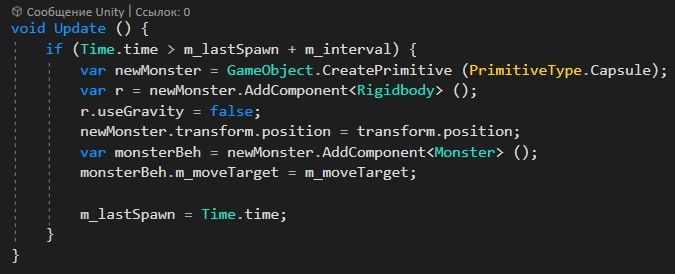 Сообщение Unity | Ссылок: 0
void Update () {
    if (Time.time > m_lastSpawn + m_interval) {
        var newMonster = GameObject.CreatePrimitive (PrimitiveType.Capsule);
        var r = newMonster.AddComponent<Rigidbody> ();
        r.useGravity = false;
        newMonster.transform.position = transform.position;
        var monsterBeh = newMonster.AddComponent<Monster> ();
        monsterBeh.m_moveTarget = m_moveTarget;

        m_lastSpawn = Time.time;
    }
}